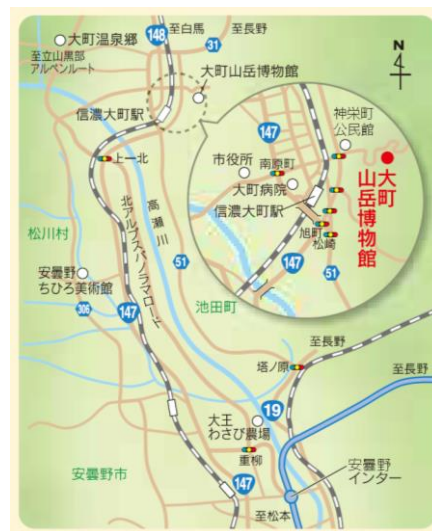 至白馬
至長野
148
31
大町温泉郷
至立山黒部
アルペンルート
大町山岳博物館
N
信濃大町駅
神栄町
公民館
147
市役所
南原町
大町病院
信濃大町駅
大町
山岳博物館
旭町
松崎
147
51
上一北
高瀬川
北アルプスパノラマロード
松川村
51
安曇野
ちひろ美術館
306
147
池田町
至長野
塔ノ原
至長野
19
大王
わさび農場
重柳
安曇野
インター
安曇野市
147
至松本